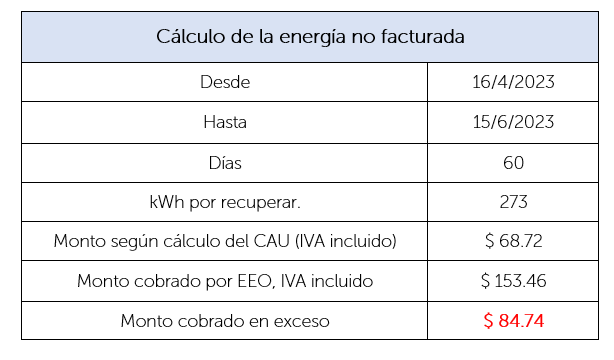 Cálculo de la energía no facturada
Desde 16/4/2023
Hasta 15/6/2023
Días 60
kWh por recuperar. 273
Monto según cálculo del CAU (IVA incluido) $ 68.72
Monto cobrado por EEO, IVA incluido $ 153.46
Monto cobrado en exceso $ 84.74